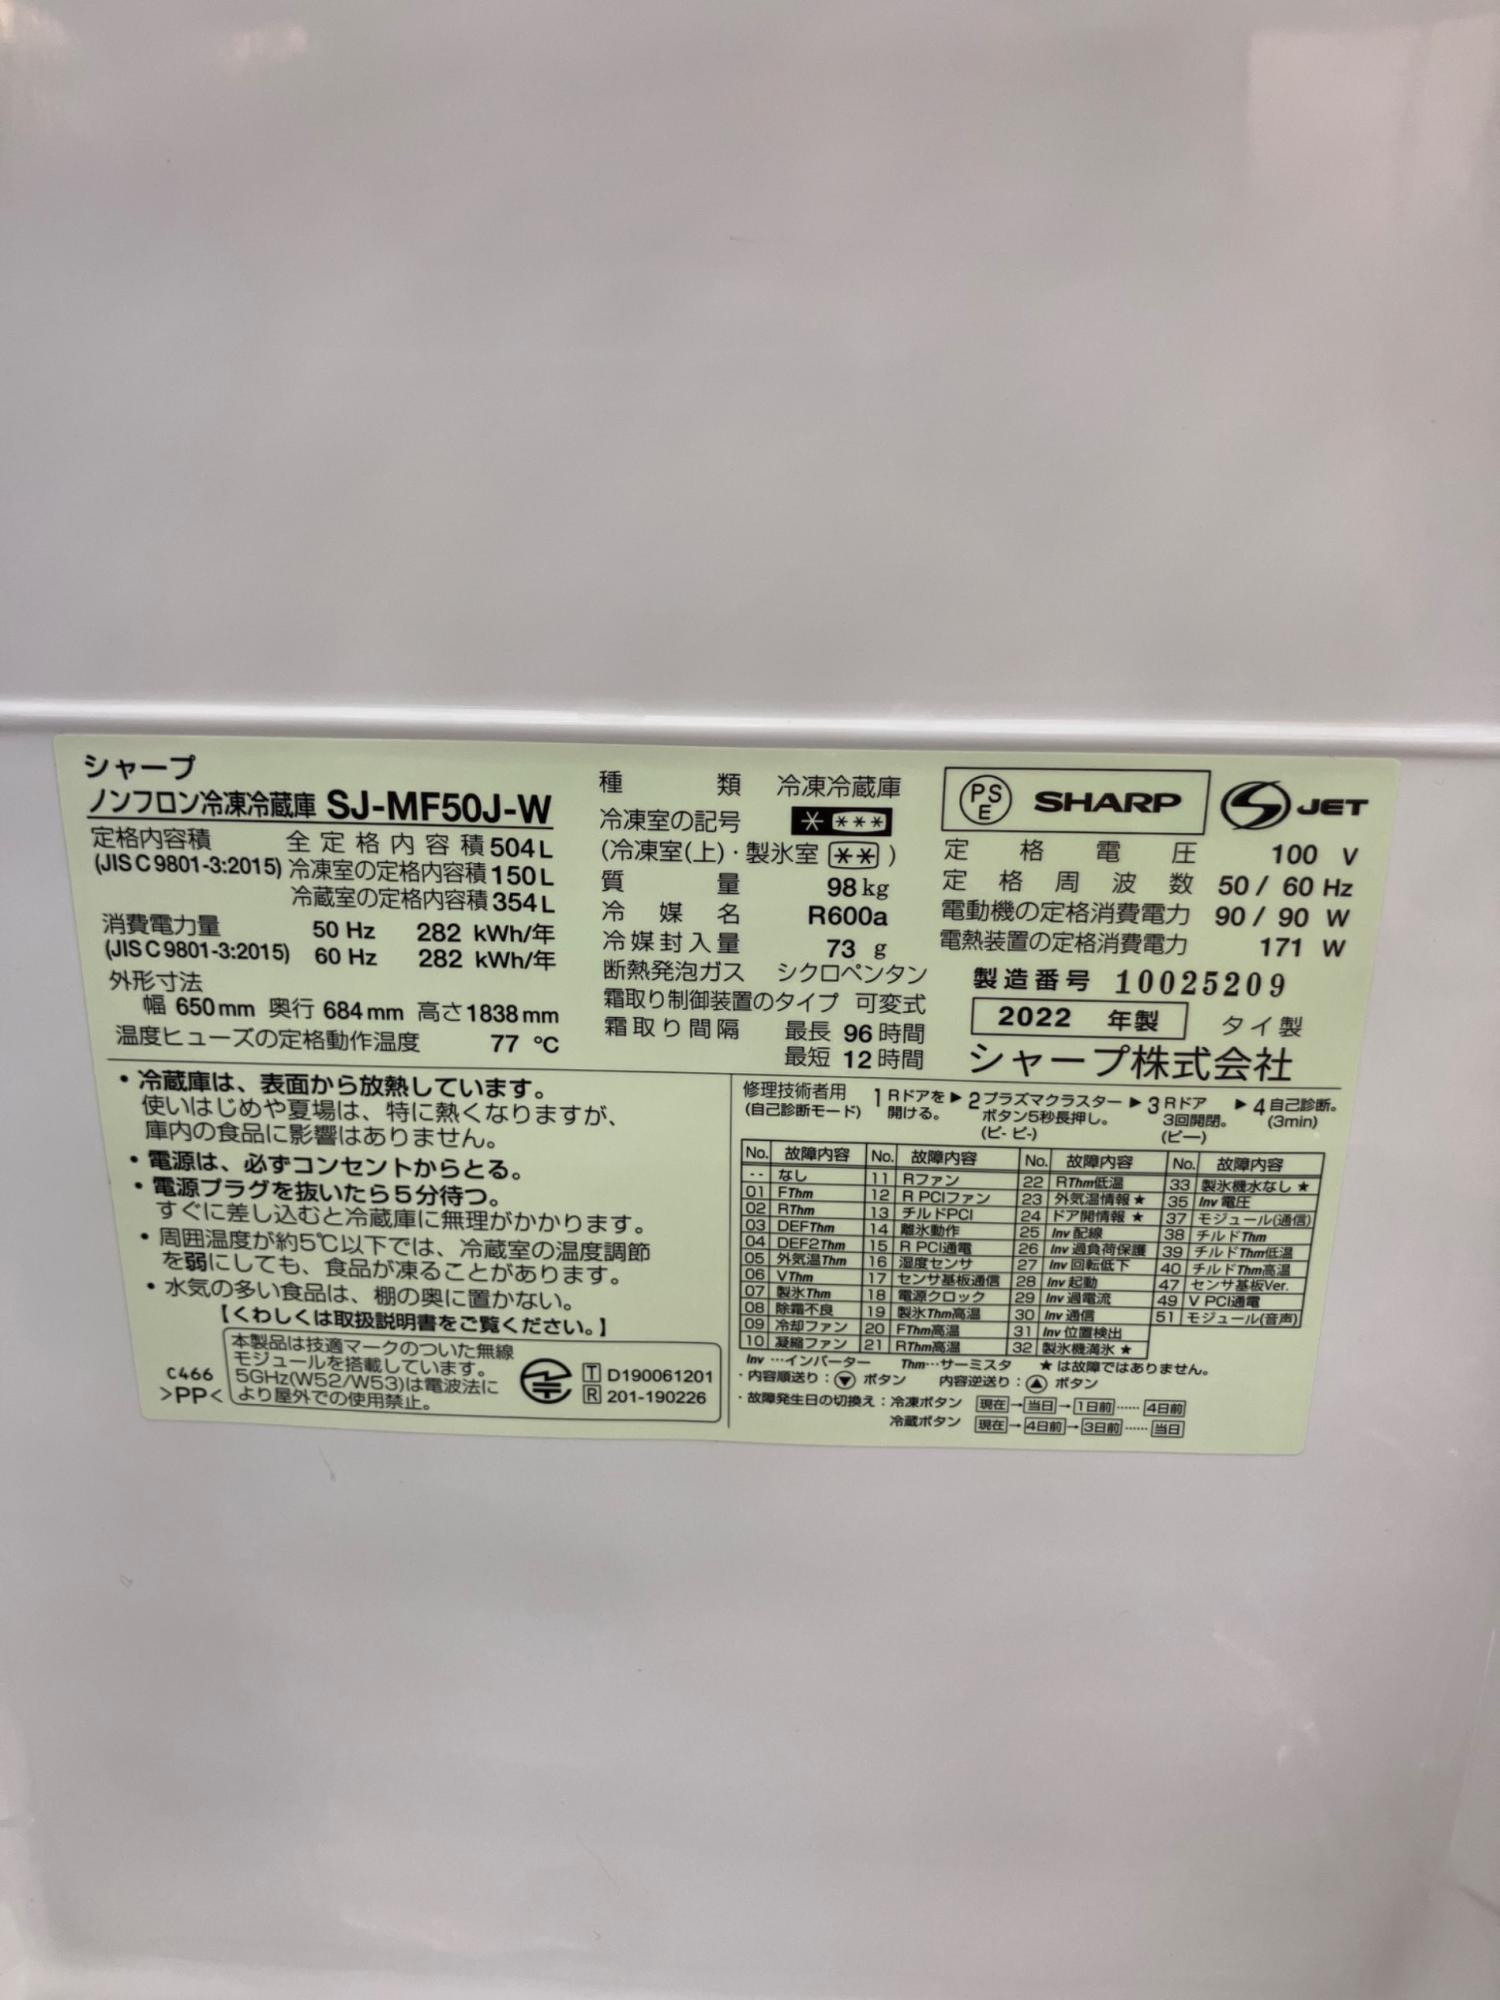 シャープ
ノンフロン冷凍冷蔵庫 SJ-MF50J-W
定格内容積 全定格内容積 504L
(JIS C 9801-3:2015) 冷凍室の定格内容積 150L
冷蔵室の定格内容積 354L
消費電力量 50 Hz 282 kWh/年
(JIS C 9801-3:2015) 60 Hz 282 kWh/年
外形寸法
幅 650mm 奥行 684mm 高さ 1838mm
温度ヒューズの定格動作温度 77 ℃
種類 冷凍冷蔵庫
冷凍室の記号 * ***
(冷凍室(上)・製氷室 ** )
質量 98kg
冷媒名 R600a
冷媒封入量 73 g
断熱発泡ガス シクロペンタン
霜取り制御装置のタイプ 可変式
霜取り間隔 最長 96時間
最短 12時間
PSE SHARP S JET
定格電圧 100 V
定格周波数 50 / 60 Hz
電動機の定格消費電力 90 / 90 W
電熱装置の定格消費電力 171 W
製造番号 10025209
2022 年製 タイ製
シャープ株式会社
・冷蔵庫は、表面から放熱しています。
使いはじめや夏場は、特に熱くなりますが、
庫内の食品に影響はありません。
・電源は、必ずコンセントからとる。
・電源プラグを抜いたら5分待つ。
すぐに差し込むと冷蔵庫に無理がかかります。
・周囲温度が約5℃以下では、冷蔵室の温度調節
を弱にしても、食品が凍ることがあります。
・水気の多い食品は、棚の奥に置かない。
【くわしくは取扱説明書をご覧ください。】
C466
>PP<
本製品は技適マークのついた無線
モジュールを搭載しています。
5GHz(W52/W53)は電波法に
より屋外での使用禁止。
T D190061201
R 201-190226
修理技術者用
(自己診断モード)
1 Rドアを開ける。 ▶ 2 プラズマクラスターボタン5秒長押し。(ピ- ピ-) ▶ 3 Rドア3回開閉。(ピー) ▶ 4 自己診断。(3min)
No. 故障内容 No. 故障内容 No. 故障内容 No. 故障内容
-- なし 11 Rファン 22 RThm低温 33 製氷機水なし ★
01 FThm 12 R PCIファン 23 外気温情報 ★ 35 Inv 電圧
02 RThm 13 チルドPCI 24 ドア開情報 ★ 37 モジュール(通信)
03 DEFThm 14 離氷動作 25 Inv 配線 38 チルドThm
04 DEF2Thm 15 R PCI通電 26 Inv 過負荷保護 39 チルドThm低温
05 外気温Thm 16 湿度センサ 27 Inv 回転低下 40 チルドThm高温
06 VThm 17 センサ基板通信 28 Inv 起動 47 センサ基板Ver.
07 製氷Thm 18 電源クロック 29 Inv 過電流 49 V PCI通電
08 除霜不良 19 製氷Thm高温 30 Inv 通信 51 モジュール(音声)
09 冷却ファン 20 FThm高温 31 Inv 位置検出
10 凝縮ファン 21 RThm高温 32 製氷機満氷 ★
Inv …インバーター Thm…サーミスタ ★は故障ではありません。
・内容順送り：▼ ボタン 内容逆送り：▲ ボタン
・故障発生日の切換え：冷凍ボタン 現在→当日→1日前……4日前
冷蔵ボタン 現在→4日前→3日前……当日